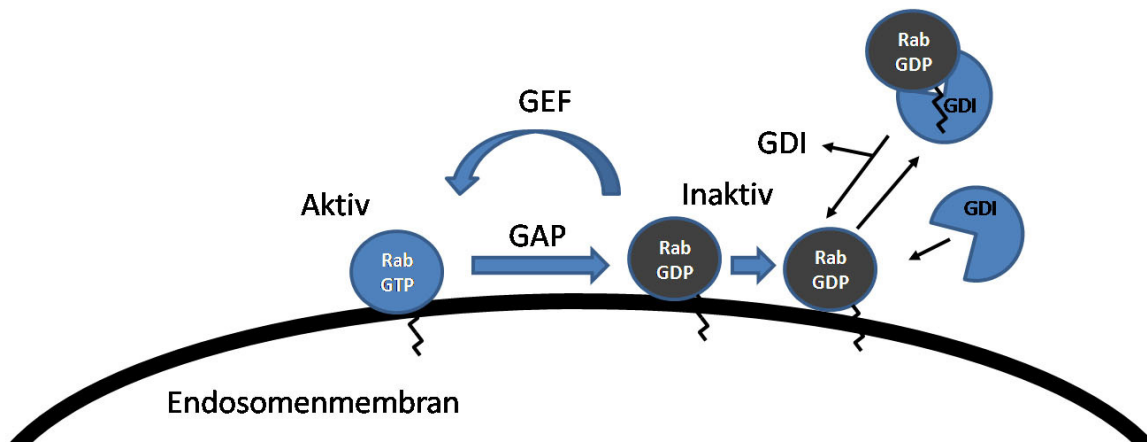 Rab
GDP
GDI
GEF
GDI
Aktiv
Inaktiv
GDI
GAP
Rab
GTP
Rab
GDP
Rab
GDP
Endosomenmembran